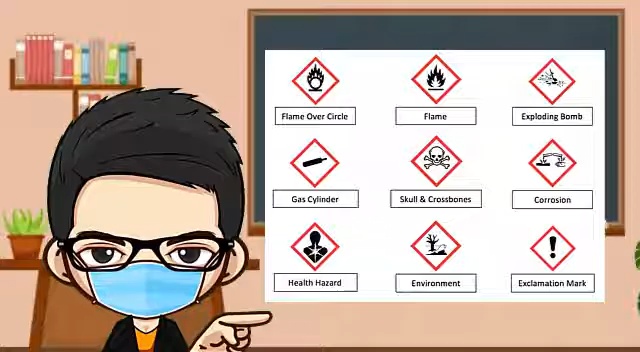 Flame Over Circle
Flame
Exploding Bomb
Gas Cylinder
Skull & Crossbones
Corrosion
Health Hazard
Environment
Exclamation Mark